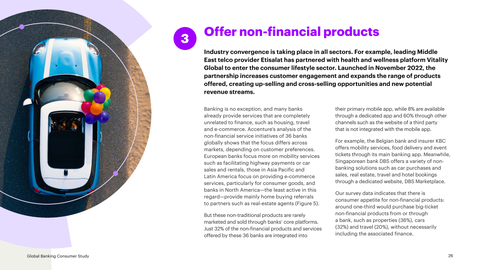 3
Offer non-financial products
Industry convergence is taking place in all sectors. For example, leading Middle
East telco provider Etisalat has partnered with health and wellness platform Vitality
Global to enter the consumer lifestyle sector. Launched in November 2022, the
partnership increases customer engagement and expands the range of products
offered, creating up-selling and cross-selling opportunities and new potential
revenue streams.
Banking is no exception, and many banks
already provide services that are completely
unrelated to finance, such as housing, travel
and e-commerce. Accenture's analysis of the
non-financial service initiatives of 36 banks
globally shows that the focus differs across
markets, depending on customer preferences.
European banks focus more on mobility services
such as facilitating highway payments or car
sales and rentals, those in Asia Pacific and
Latin America focus on providing e-commerce
services, particularly for consumer goods, and
banks in North America—the least active in this
regard—provide mainly home buying referrals
to partners such as real-estate agents (Figure 5).
But these non-traditional products are rarely
marketed and sold through banks' core platforms.
Just 32% of the non-financial products and services
offered by these 36 banks are integrated into
their primary mobile app, while 8% are available
through a dedicated app and 60% through other
channels such as the website of a third party
that is not integrated with the mobile app.
For example, the Belgian bank and insurer KBC
offers mobility services, food delivery and event
tickets through its main banking app. Meanwhile,
Singaporean bank DBS offers a variety of non-
banking solutions such as car purchases and
sales, real estate, travel and hotel bookings
through a dedicated website, DBS Marketplace.
Our survey data indicates that there is
consumer appetite for non-financial products:
around one-third would purchase big-ticket
non-financial products from or through
a bank, such as properties (36%), cars
(32%) and travel (20%), without necessarily
including the associated finance.
Global Banking Consumer Study
26